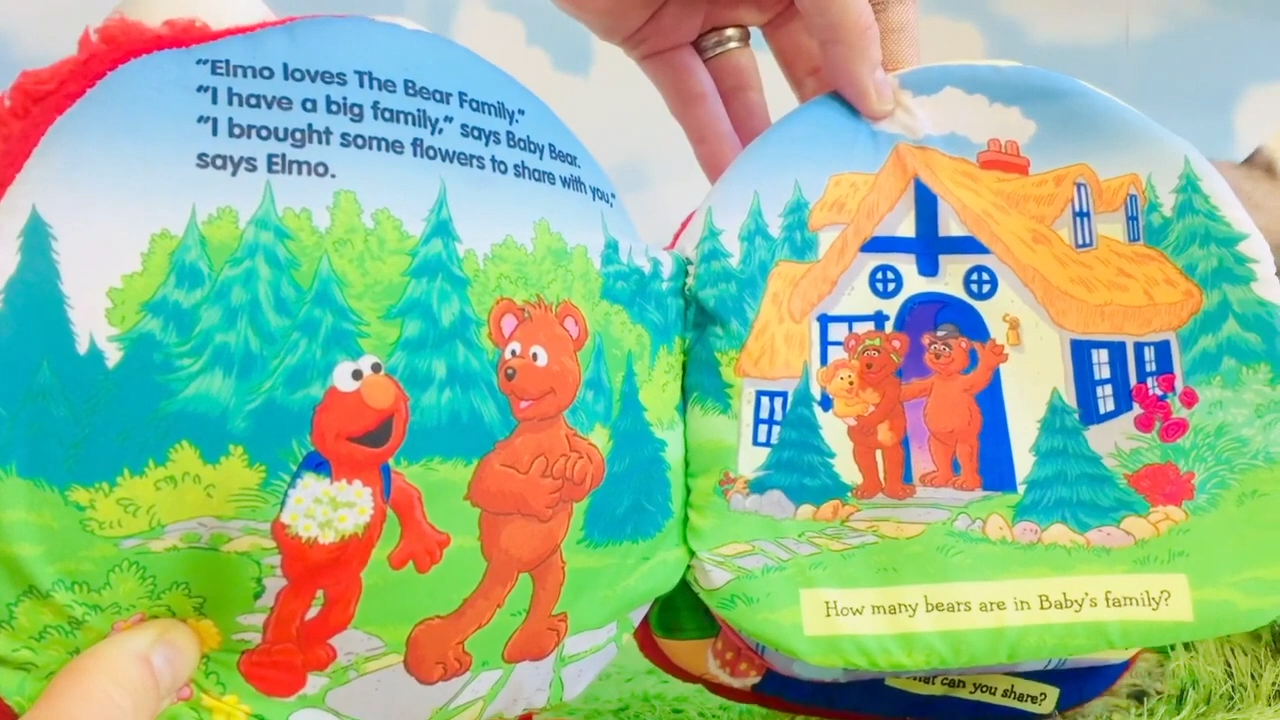 “Elmo loves The Bear Family.”
“I have a big family,” says Baby Bear.
“I brought some flowers to share with you,”
says Elmo.
How many bears are in Baby’s family?
can you share?